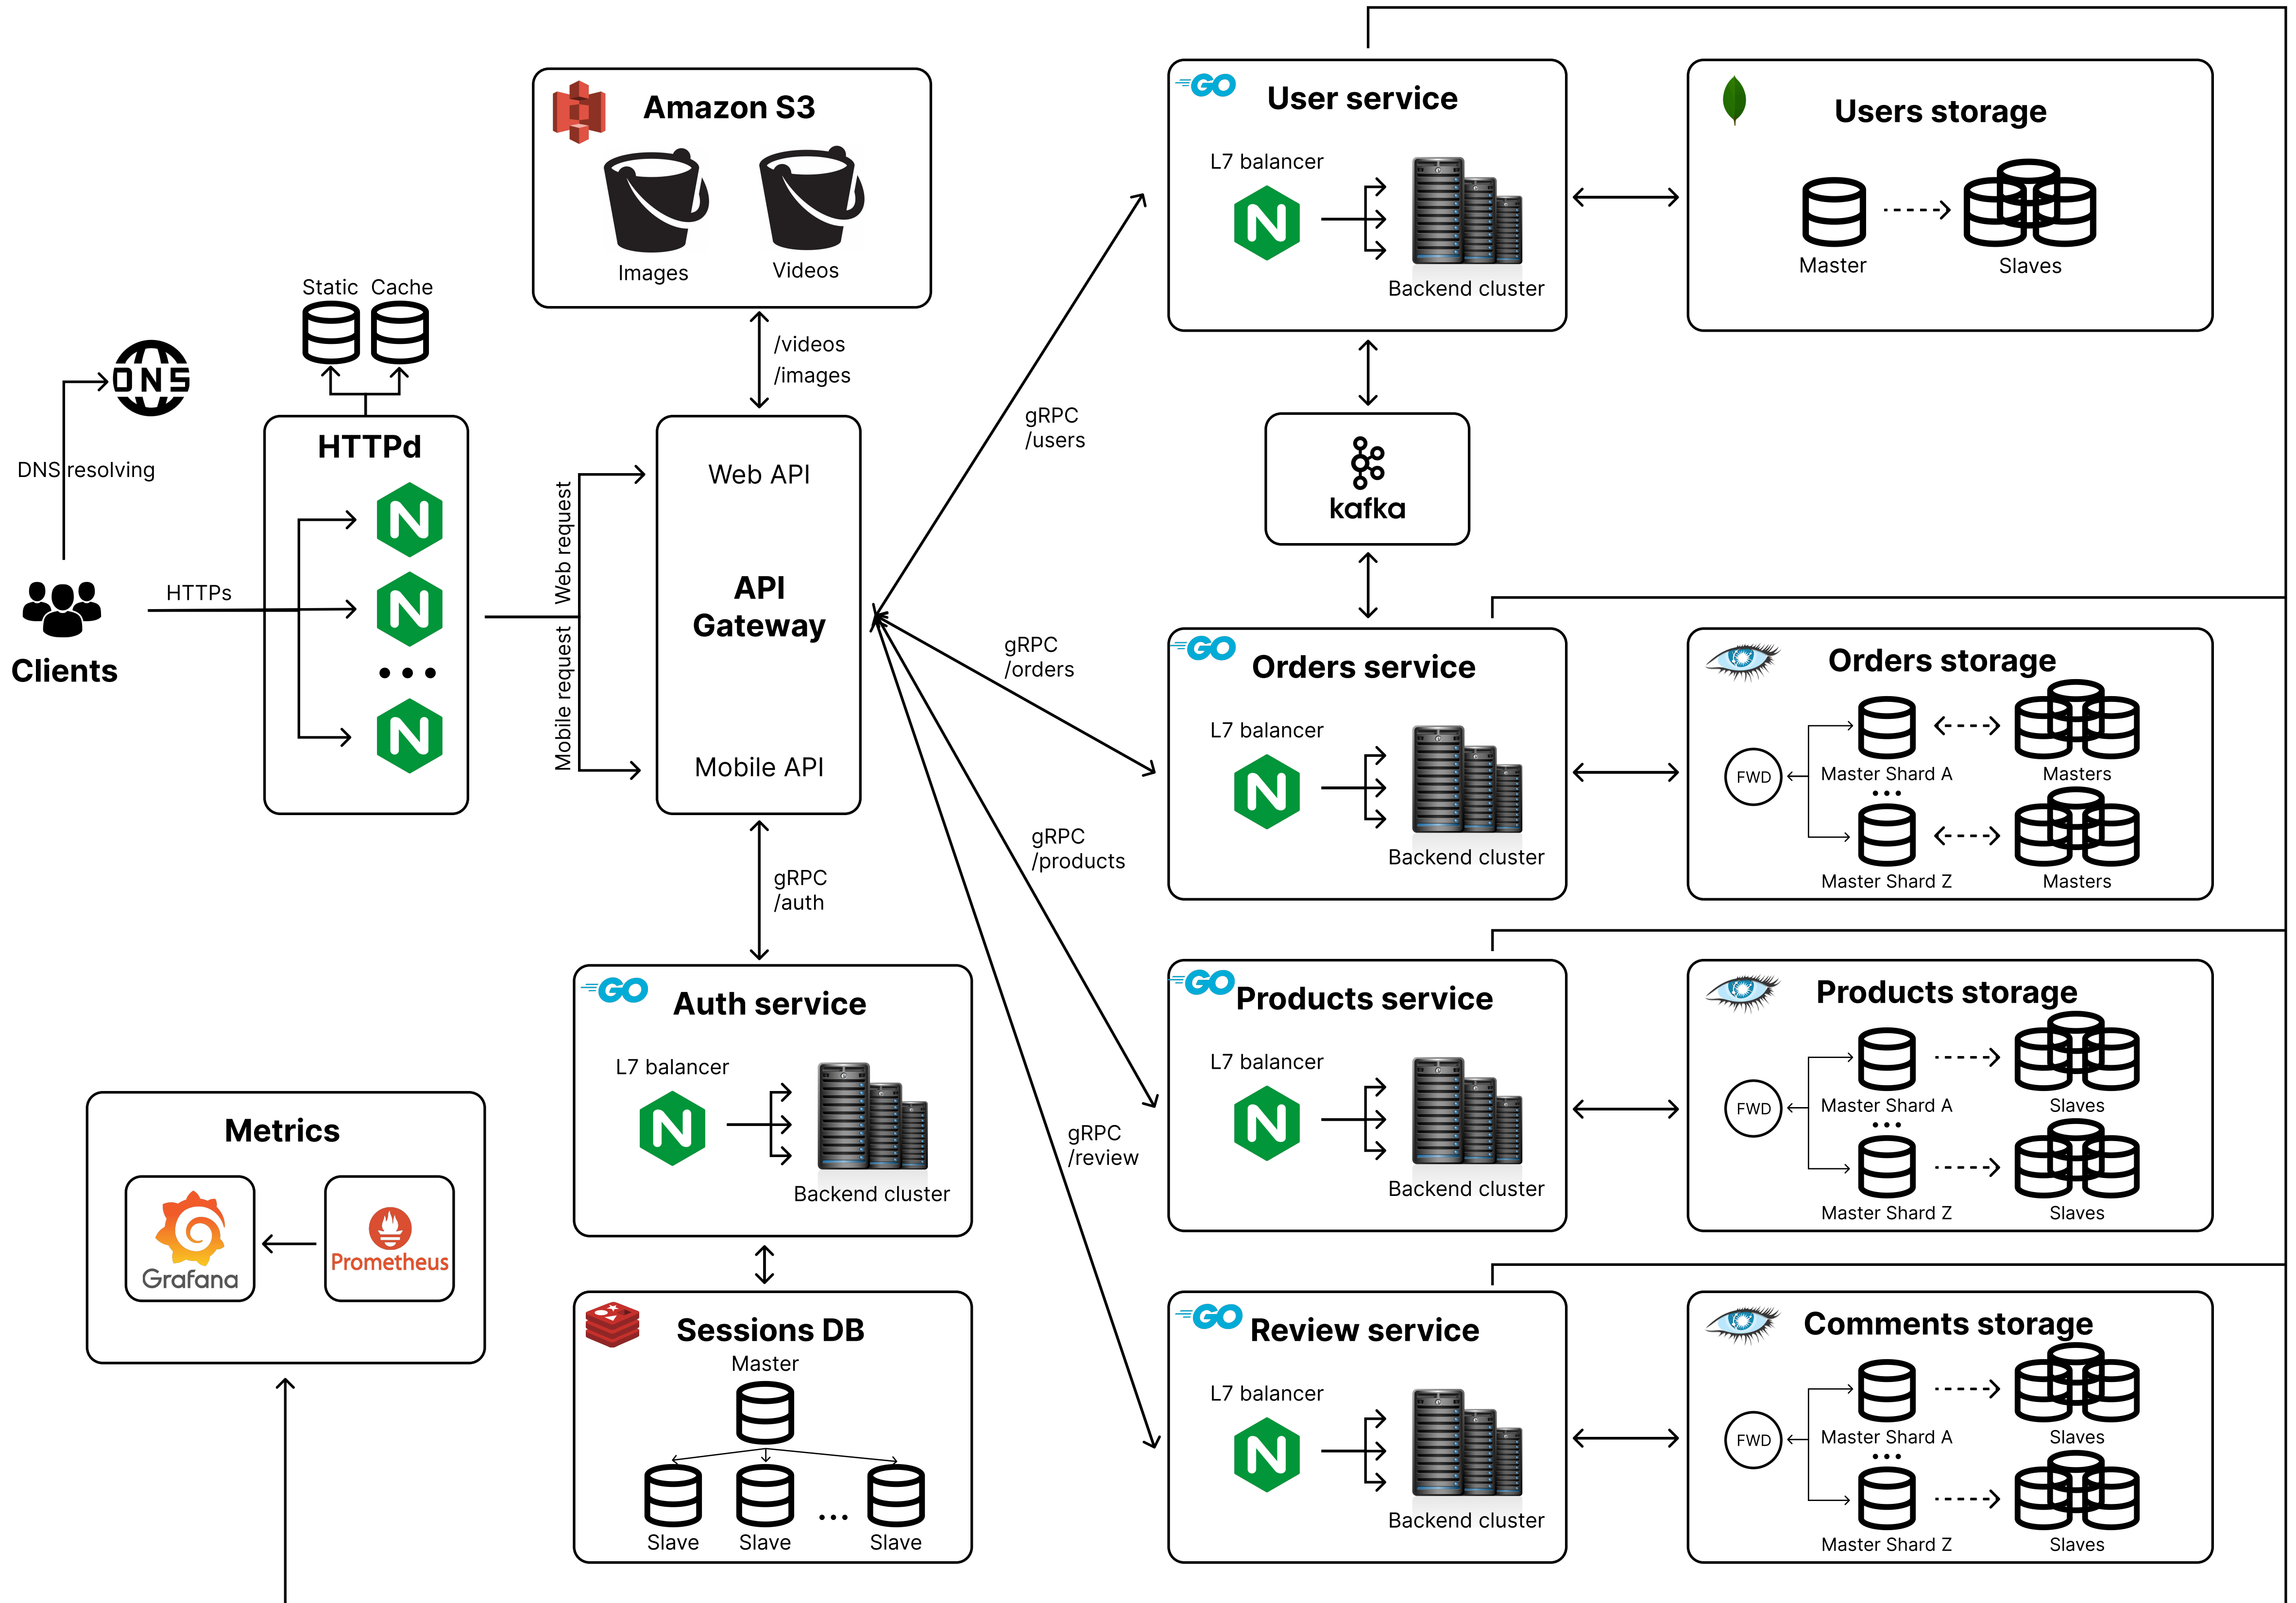 Clients
DNS resolving
DNS
HTTPs
Static
Cache
HTTPd
Web request
Mobile request
Amazon S3
Images
Videos
/videos
/images
Web API
API
Gateway
Mobile API
gRPC
/auth
GO
Auth service
L7 balancer
N
Backend cluster
Sessions DB
Master
Slave
Slave
...
Slave
Metrics
Grafana
Prometheus
gRPC
/users
gRPC
/orders
gRPC
/products
gRPC
/review
GO
User service
L7 balancer
N
Backend cluster
Users storage
Master
Slaves
kafka
GO
Orders service
L7 balancer
N
Backend cluster
Orders storage
FWD
Master Shard A
Masters
...
Master Shard Z
Masters
GO
Products service
L7 balancer
N
Backend cluster
Products storage
FWD
Master Shard A
Slaves
...
Master Shard Z
Slaves
GO
Review service
L7 balancer
N
Backend cluster
Comments storage
FWD
Master Shard A
Slaves
...
Master Shard Z
Slaves
N
N
...
N